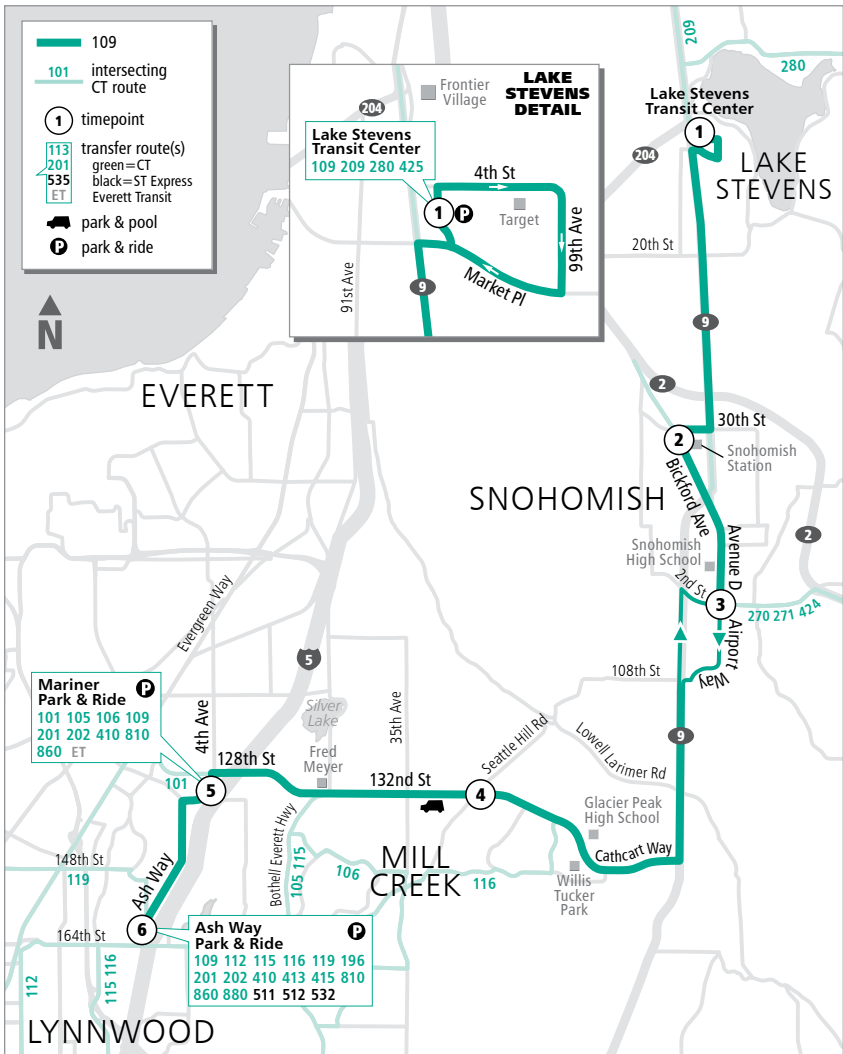 109
101
intersecting
CT route
1
timepoint
113
201
535
ET
transfer route(s)
green=CT
black=ST Express
Everett Transit
park & pool
P
park & ride
N
LAKE
STEVENS
DETAIL
Frontier
Village
204
Lake Stevens
Transit Center
109 209 280 425
4th St
1
P
Target
99th Ave
Market Pl
9
91st Ave
209
280
Lake Stevens
Transit Center
1
204
LAKE
STEVENS
20th St
9
2
EVERETT
30th St
2
Snohomish
Station
Bickford Ave
SNOHOMISH
Avenue D
2
Snohomish
High School
2nd St
3
270 271 424
Airport
Way
108th St
Evergreen Way
5
Mariner
Park & Ride
P
101 105 106 109
201 202 410 810
860 ET
4th Ave
Silver
Lake
35th Ave
Seattle Hill Rd
Lowell Larimer Rd
9
128th St
Fred
Meyer
132nd St
101
5
4
Glacier Peak
High School
Cathcart Way
Bothell Everett Hwy
105 115
MILL
CREEK
106
116
Willis
Tucker
Park
148th St
119
Ash Way
164th St
6
Ash Way
Park & Ride
P
109 112 115 116 119 196
201 202 410 413 415 810
860 880 511 512 532
112
115 116
LYNNWOOD